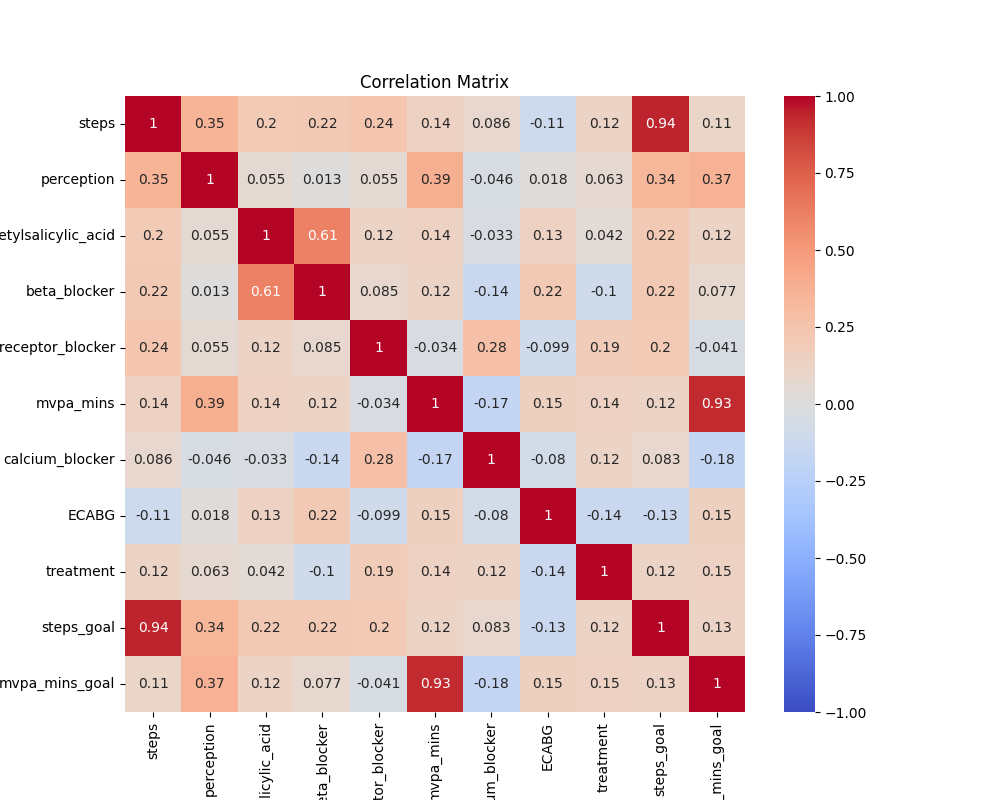 Correlation Matrix
steps 1 0.35 0.2 0.22 0.24 0.14 0.086 -0.11 0.12 0.94 0.11
perception 0.35 1 0.055 0.013 0.055 0.39 -0.046 0.018 0.063 0.34 0.37
etylsalicylic_acid 0.2 0.055 1 0.61 0.12 0.14 -0.033 0.13 0.042 0.22 0.12
beta_blocker 0.22 0.013 0.61 1 0.085 0.12 -0.14 0.22 -0.1 0.22 0.077
receptor_blocker 0.24 0.055 0.12 0.085 1 -0.034 0.28 -0.099 0.19 0.2 -0.041
mvpa_mins 0.14 0.39 0.14 0.12 -0.034 1 -0.17 0.15 0.14 0.12 0.93
calcium_blocker 0.086 -0.046 -0.033 -0.14 0.28 -0.17 1 -0.08 0.12 0.083 -0.18
ECABG -0.11 0.018 0.13 0.22 -0.099 0.15 -0.08 1 -0.14 -0.13 0.15
treatment 0.12 0.063 0.042 -0.1 0.19 0.14 0.12 -0.14 1 0.12 0.15
steps_goal 0.94 0.34 0.22 0.22 0.2 0.12 0.083 -0.13 0.12 1 0.13
mvpa_mins_goal 0.11 0.37 0.12 0.077 -0.041 0.93 -0.18 0.15 0.15 0.13 1
steps perception licylic_acid eta_blocker tor_blocker mvpa_mins um_blocker ECABG treatment steps_goal _mins_goal
1.00
0.75
0.50
0.25
0.00
−0.25
−0.50
−0.75
−1.00